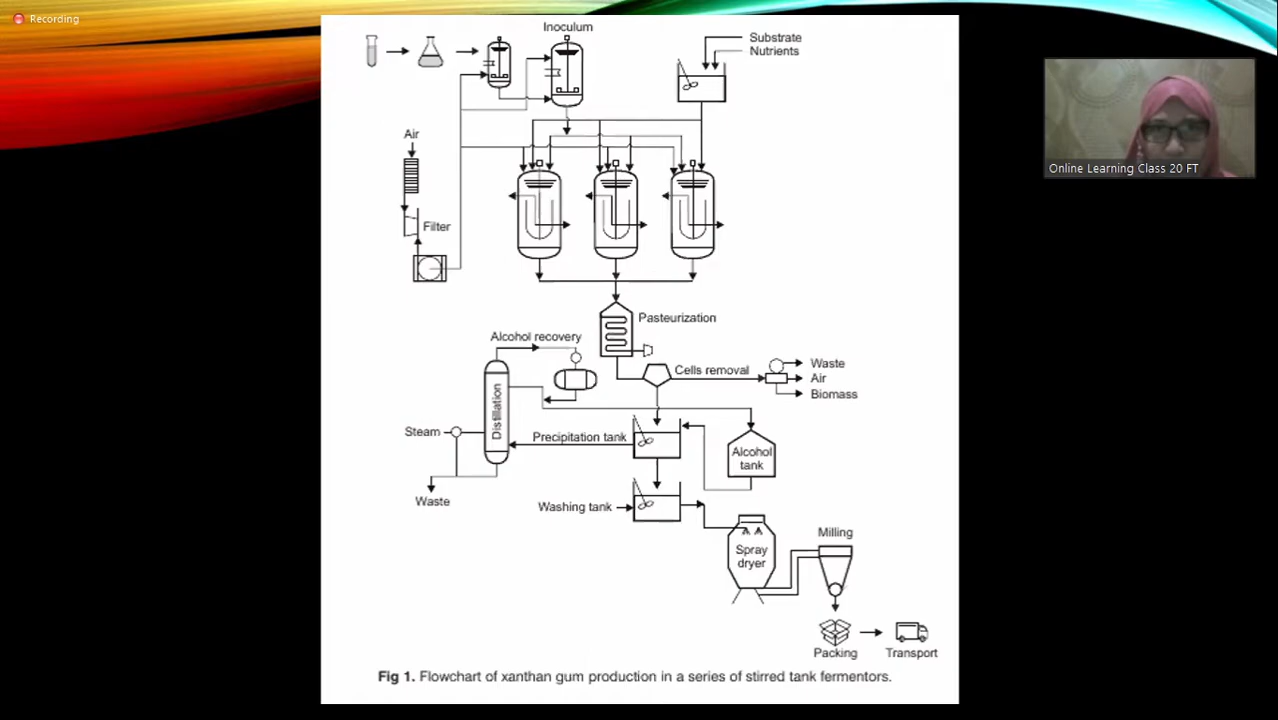 Recording
Inoculum
Substrate
Nutrients
Air
Filter
Online Learning Class 20 FT
Pasteurization
Alcohol recovery
Cells removal
Waste
Air
Biomass
Distillation
Steam
Precipitation tank
Alcohol
tank
Waste
Washing tank
Spray
dryer
Milling
Packing
Transport
Fig 1. Flowchart of xanthan gum production in a series of stirred tank fermentors.